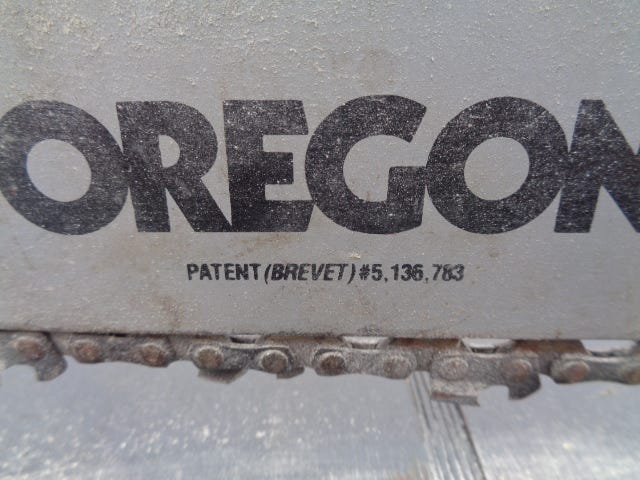 OREGON
PATENT (BREVET) #5,136,783